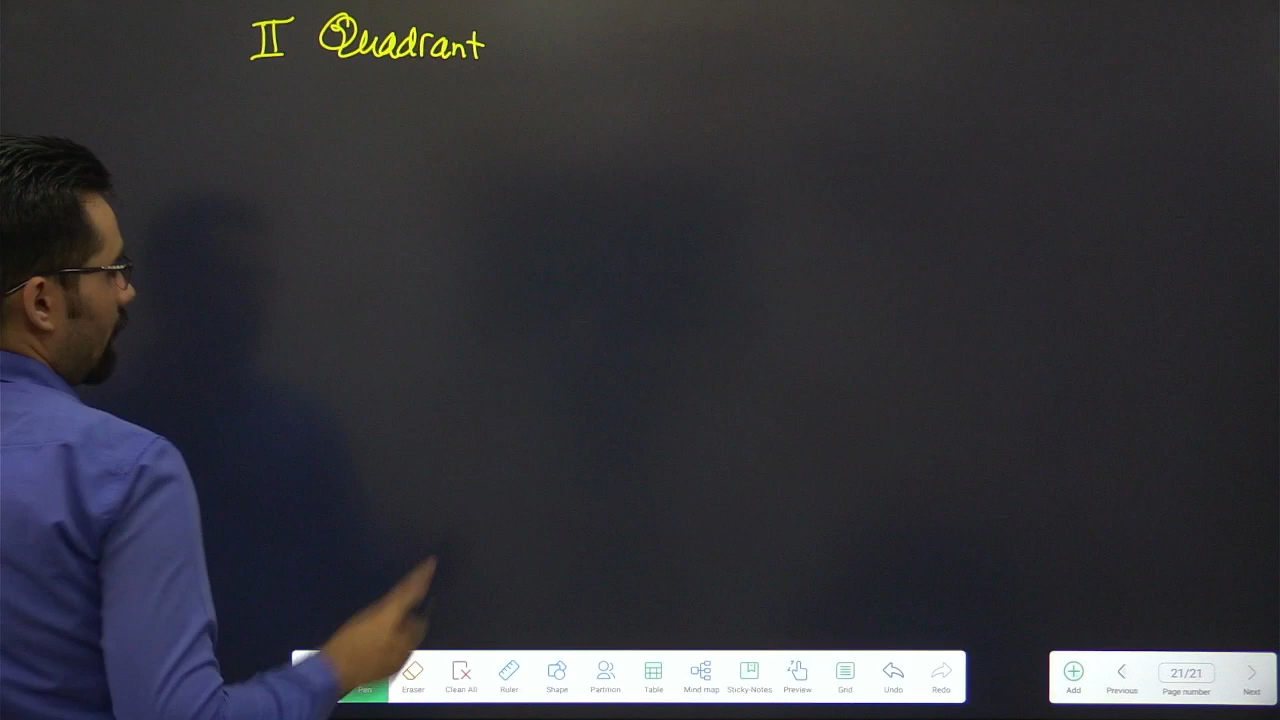 II Quadrant
Pen Eraser Clean All Ruler Shape Partition Table Mind map Sticky-Notes Preview Grid Undo Redo
Add Previous 21/21 Page number Next